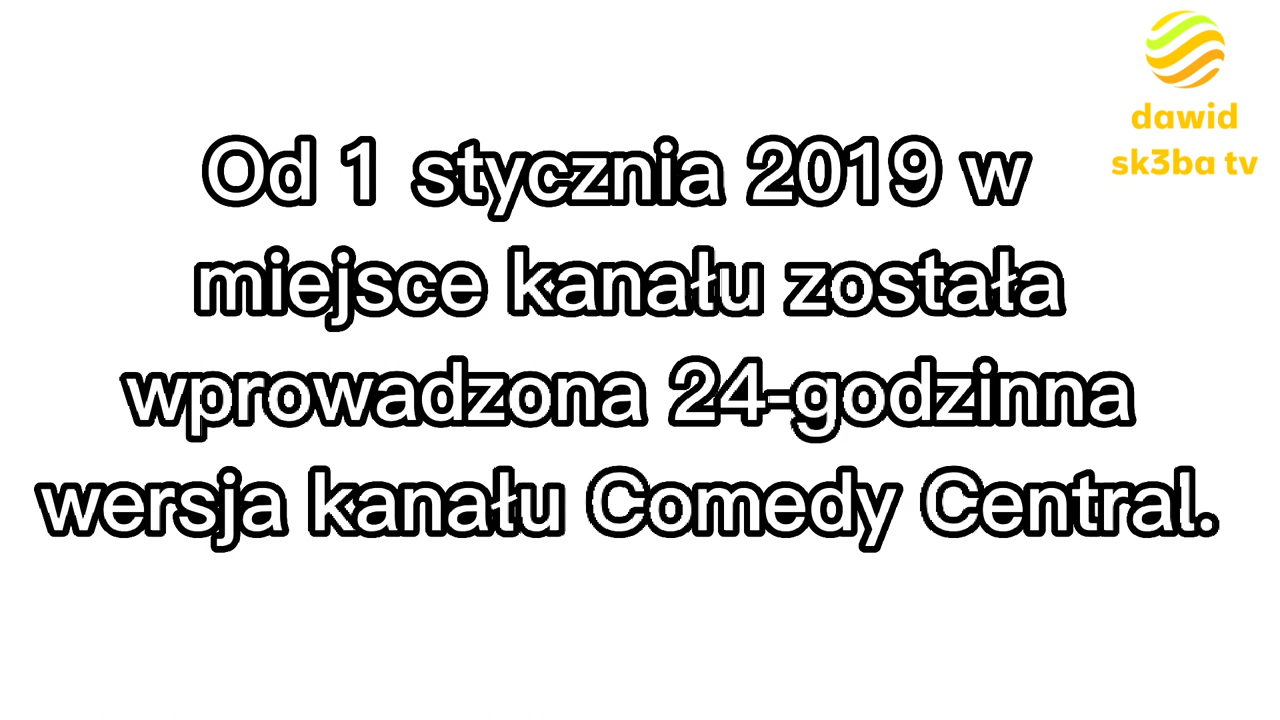 dawid
sk3ba tv
Od 1 stycznia 2019 w
miejsce kanału została
wprowadzona 24-godzinna
wersja kanału Comedy Central.